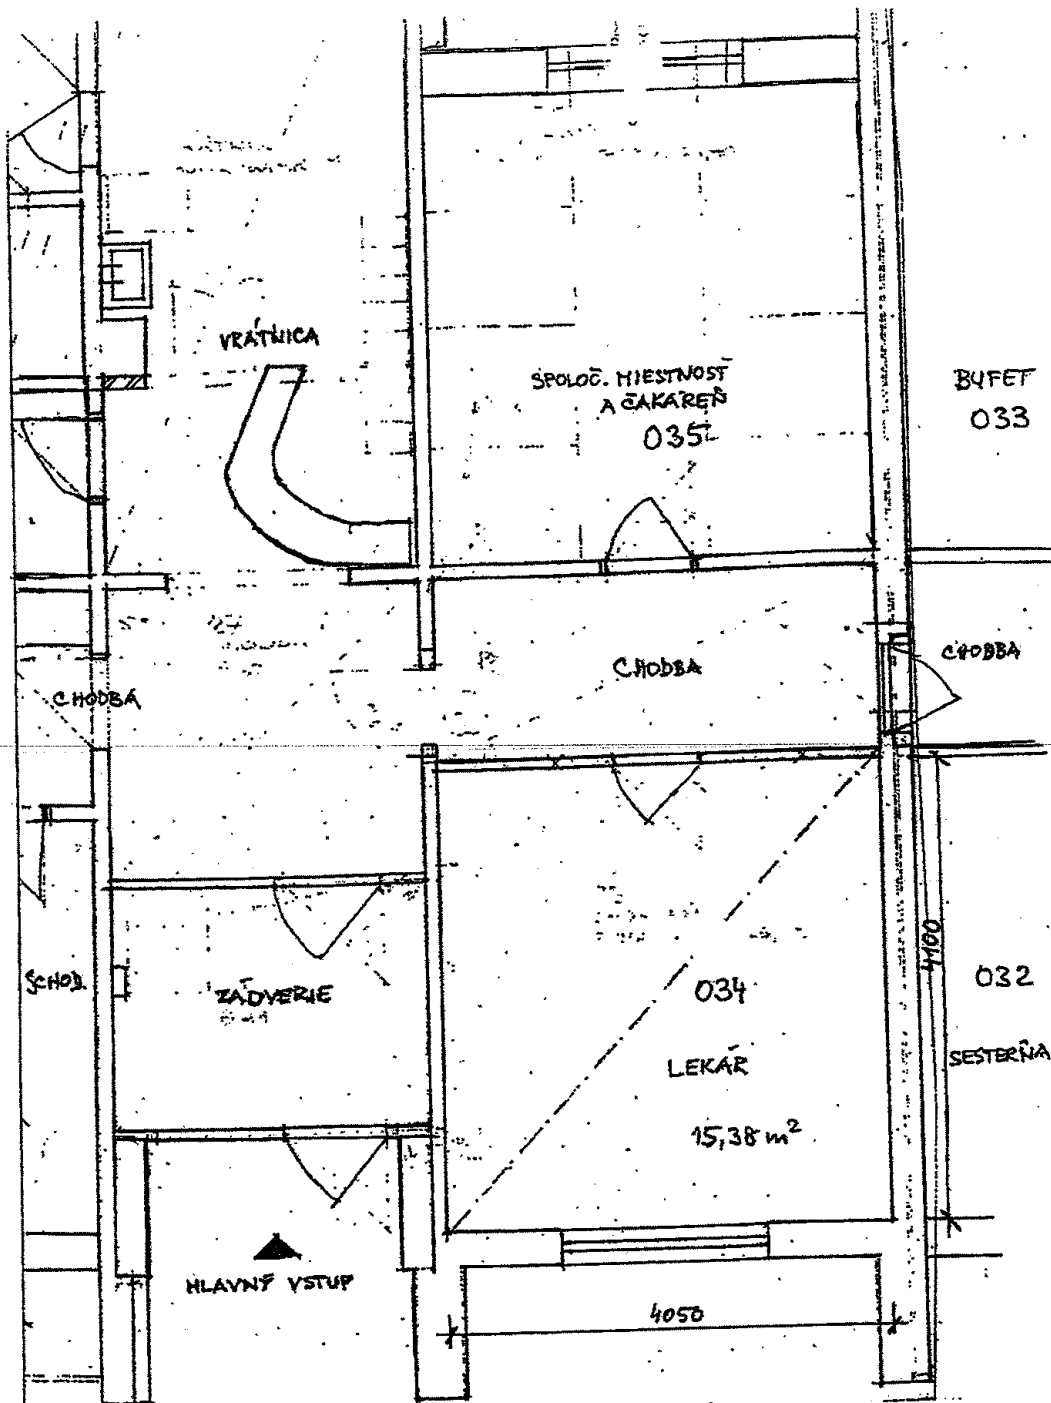 VRÁTNICA
SPOLOČ. MIESTNOSŤ
A ČAKÁREŇ
035
BUFET
033
CHODBA
CHODBA
CHODBA
4100
SCHOD.
ZÁDVERIE
034
032
LEKÁR
SESTERŇA
15,38 m²
HLAVNÝ VSTUP
4050